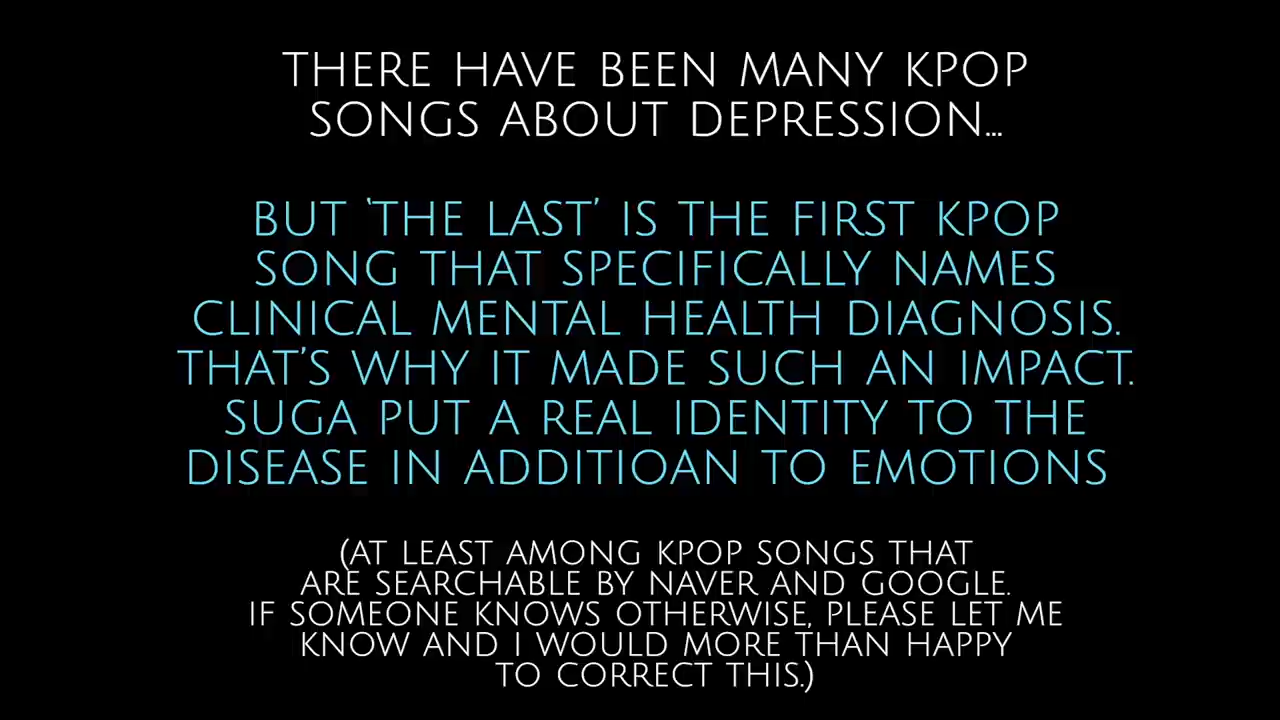 THERE HAVE BEEN MANY KPOP
SONGS ABOUT DEPRESSION...
BUT 'THE LAST' IS THE FIRST KPOP
SONG THAT SPECIFICALLY NAMES
CLINICAL MENTAL HEALTH DIAGNOSIS.
THAT'S WHY IT MADE SUCH AN IMPACT.
SUGA PUT A REAL IDENTITY TO THE
DISEASE IN ADDITIOAN TO EMOTIONS
(AT LEAST AMONG KPOP SONGS THAT
ARE SEARCHABLE BY NAVER AND GOOGLE.
IF SOMEONE KNOWS OTHERWISE, PLEASE LET ME
KNOW AND I WOULD MORE THAN HAPPY
TO CORRECT THIS.)